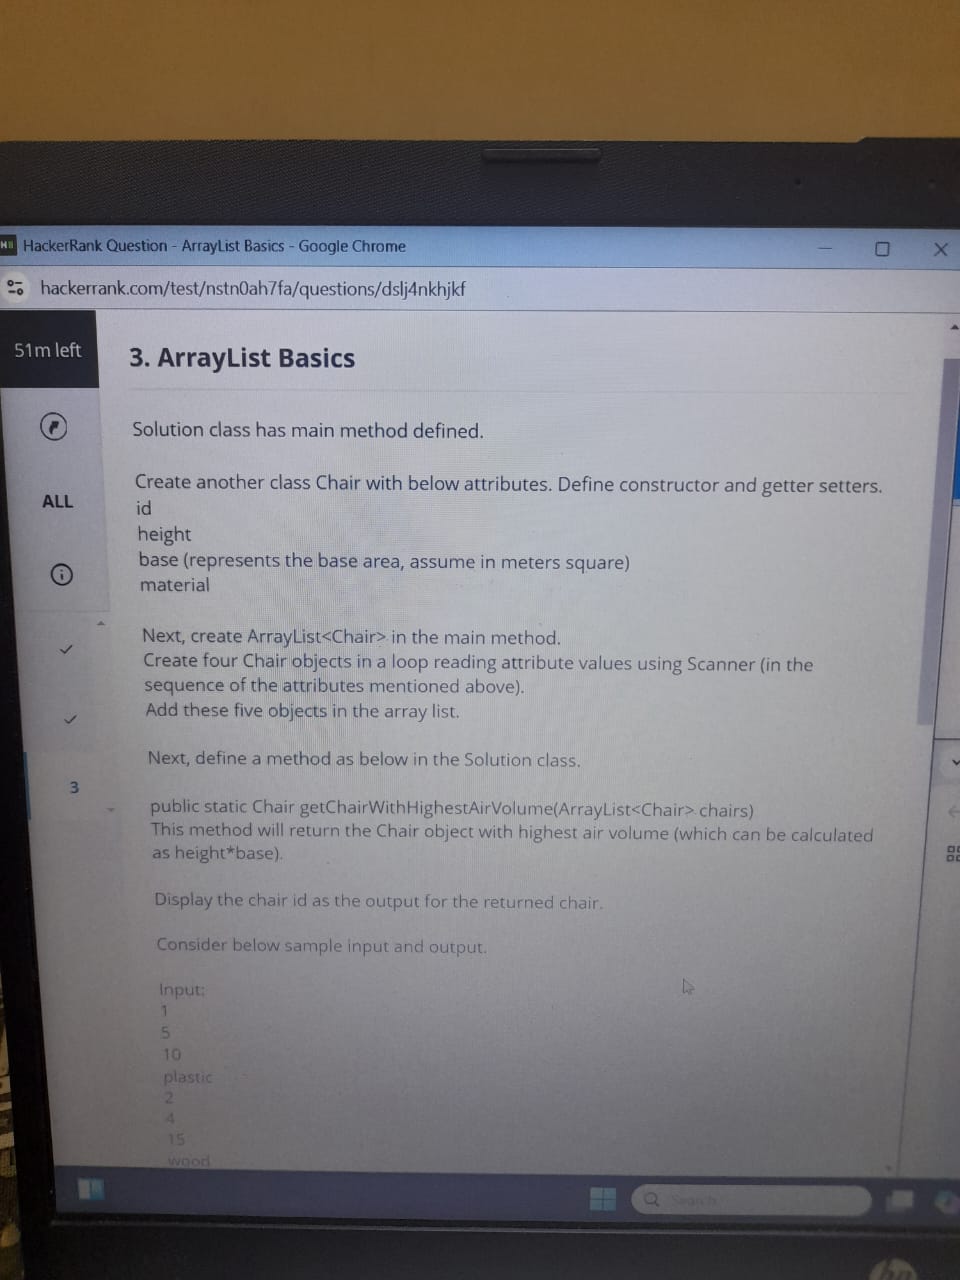 HackerRank Question - ArrayList Basics - Google Chrome
hackerrank.com/test/nstn0ah7fa/questions/dslj4nkhjkf
51m left
3. ArrayList Basics
Solution class has main method defined.
Create another class Chair with below attributes. Define constructor and getter setters.
ALL
id
height
base (represents the base area, assume in meters square)
material
Next, create ArrayList<Chair> in the main method.
Create four Chair objects in a loop reading attribute values using Scanner (in the
sequence of the attributes mentioned above).
Add these five objects in the array list.
Next, define a method as below in the Solution class.
3
public static Chair getChairWithHighestAirVolume(ArrayList<Chair> chairs)
This method will return the Chair object with highest air volume (which can be calculated
as height*base).
Display the chair id as the output for the returned chair.
Consider below sample input and output.
Input:
1
5
10
plastic
2
4
15
wood
Search
hp